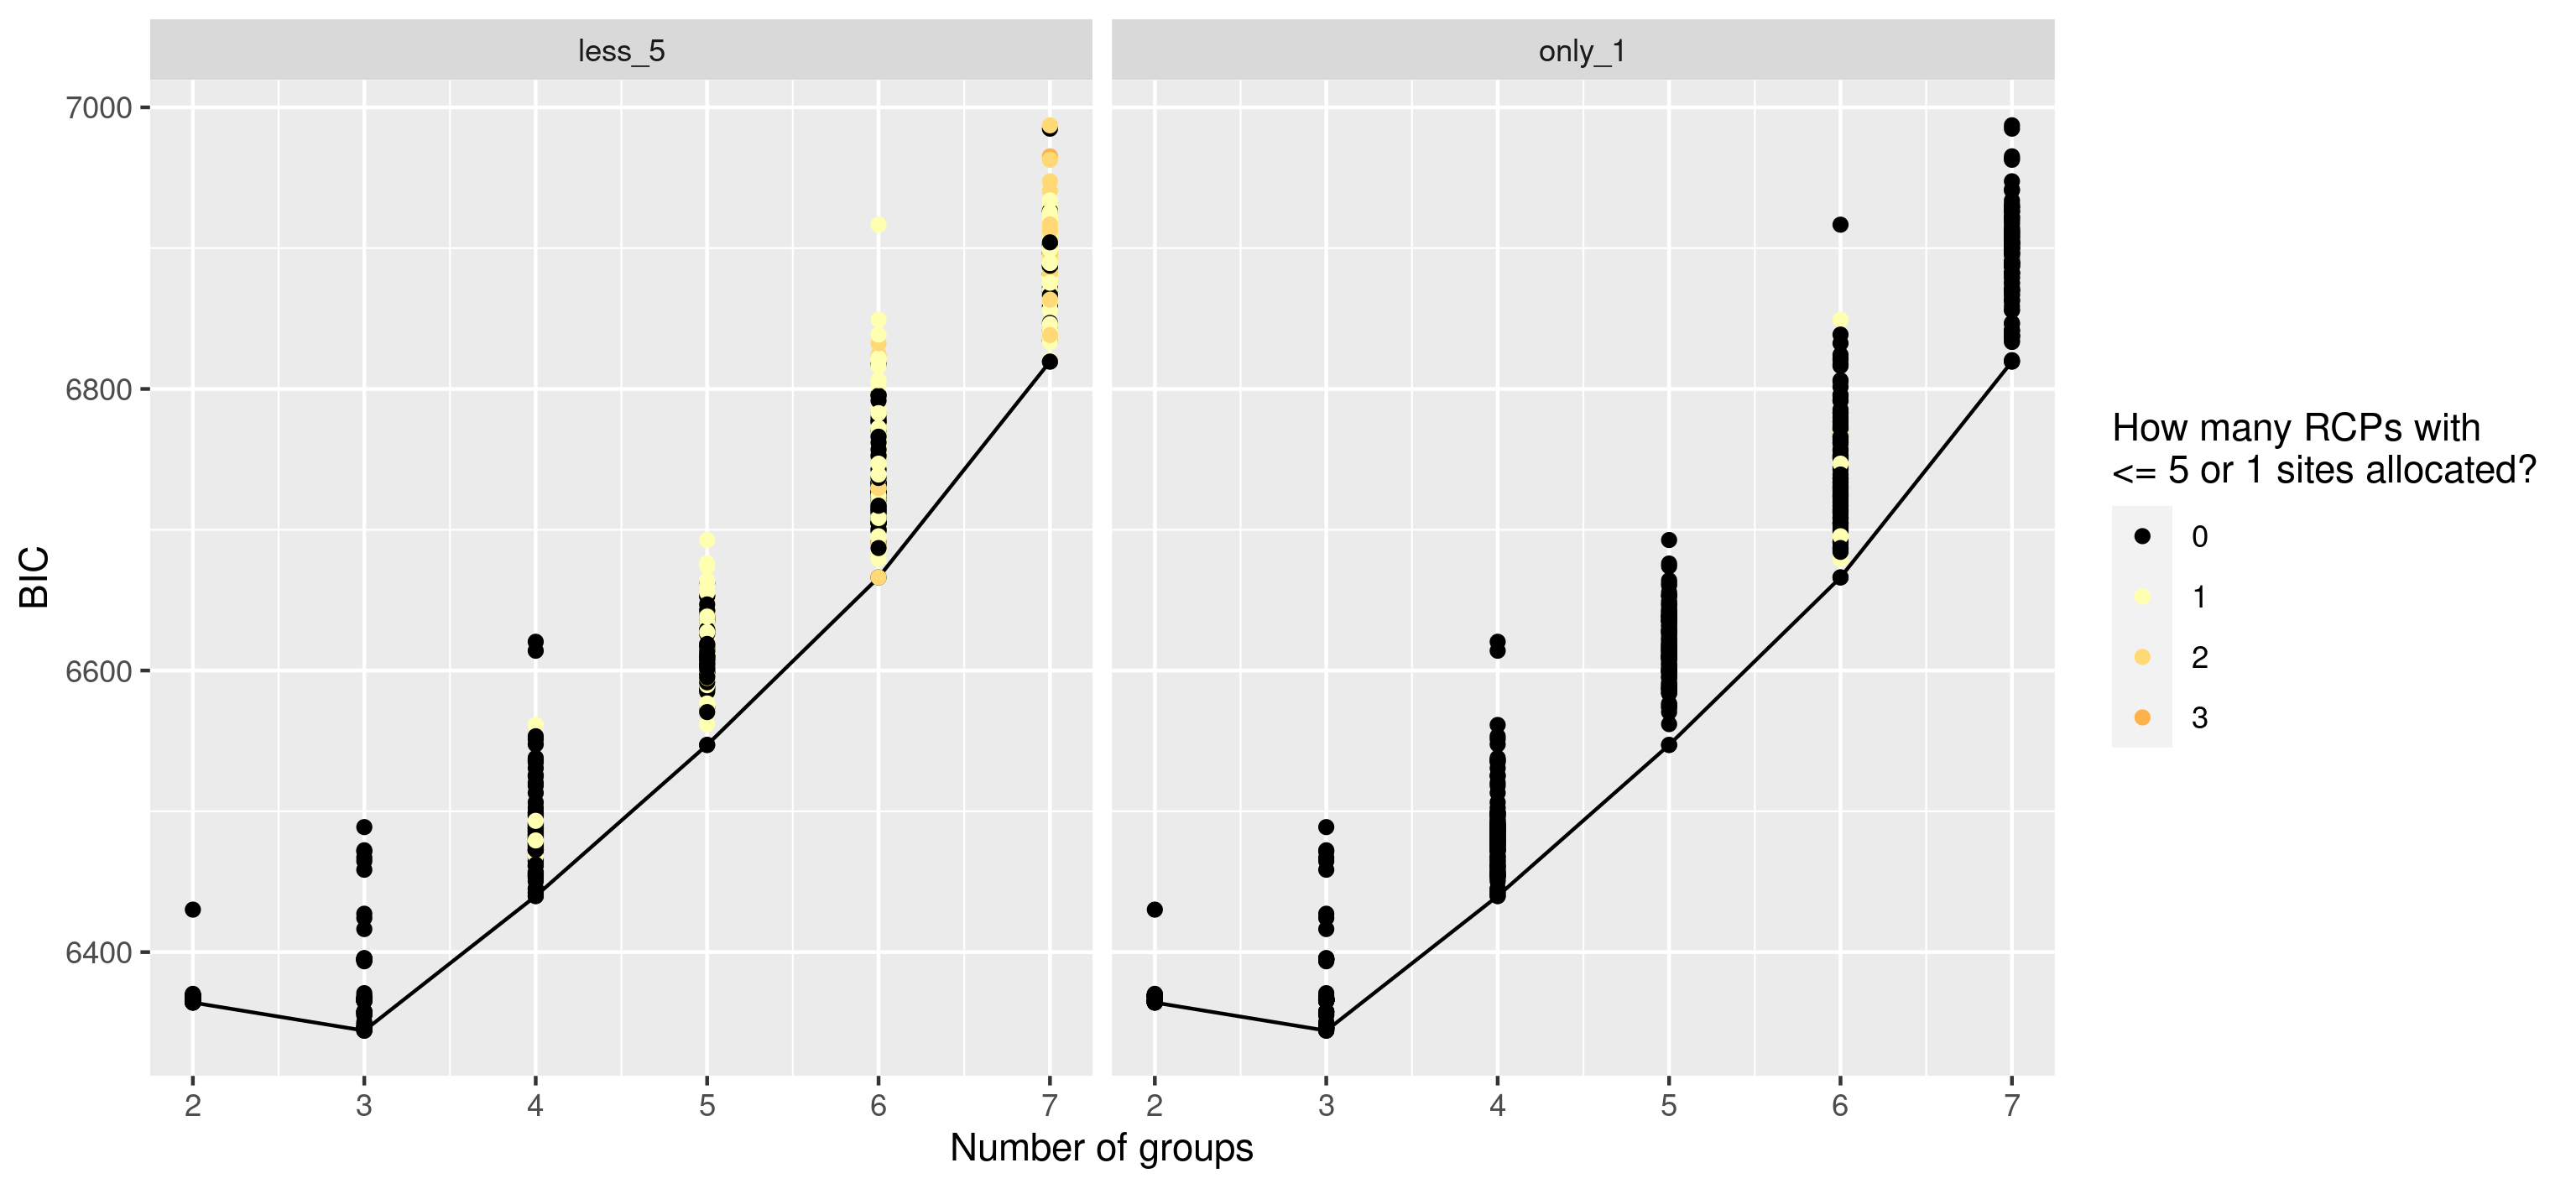 less_5
only_1
7000
6800
6600
6400
BIC
2 3 4 5 6 7
2 3 4 5 6 7
Number of groups
How many RCPs with
<= 5 or 1 sites allocated?
0
1
2
3